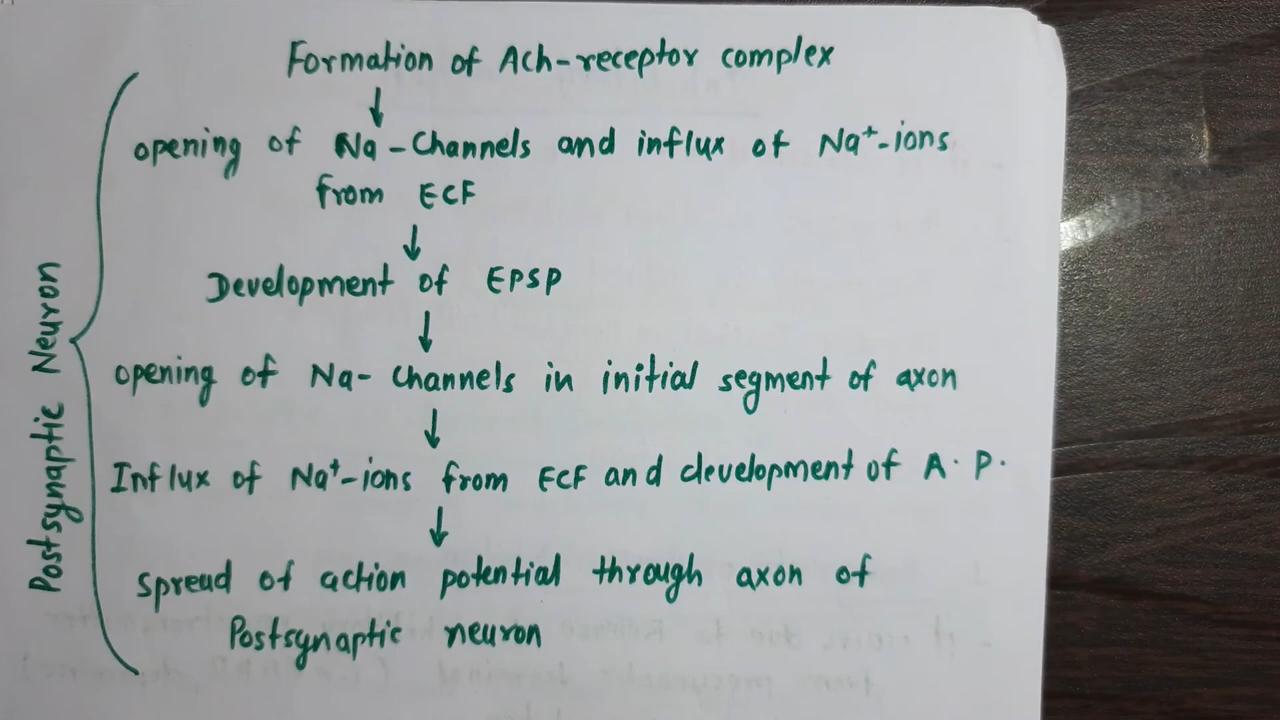 Formation of Ach-receptor complex
↓
opening of Na-Channels and influx of Na⁺-ions
from ECF
↓
Development of EPSP
↓
opening of Na- channels in initial segment of axon
↓
Influx of Na⁺-ions from ECF and development of A.P.
↓
spread of action potential through axon of
Postsynaptic neuron
Postsynaptic Neuron